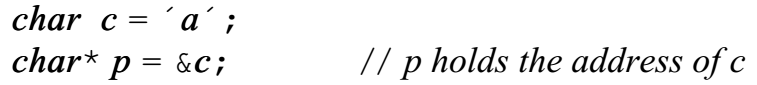 char c = ´a´;
char* p = &c; // p holds the address of c